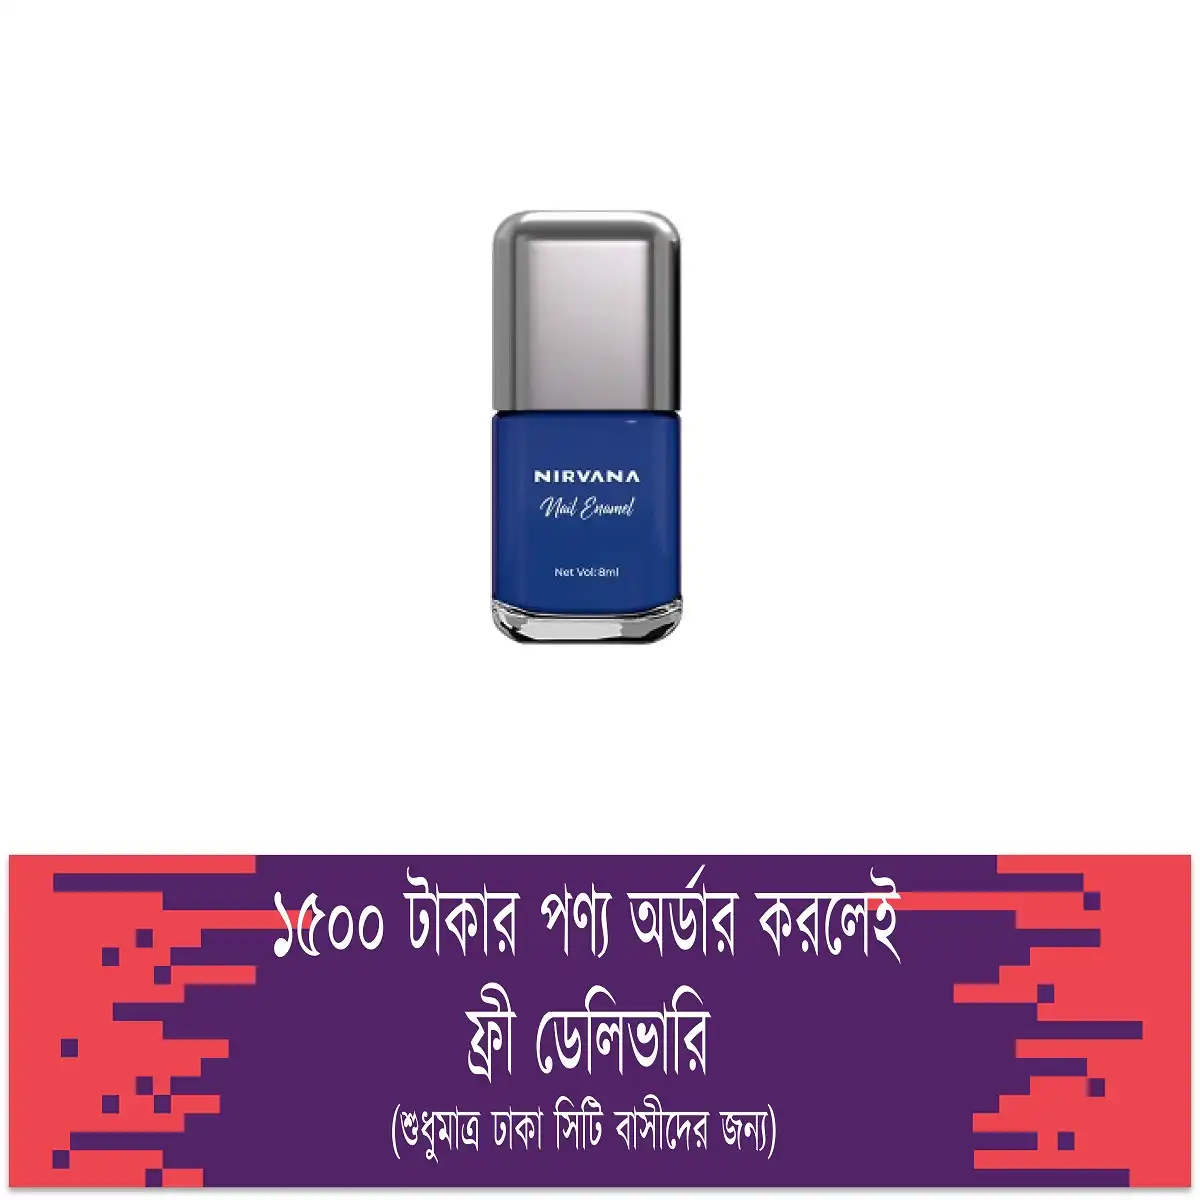 NIRVANA
Nail Enamel
Net Vol: 8ml
১৫০০ টাকার পণ্য অর্ডার করলেই
ফ্রী ডেলিভারি
(শুধুমাত্র ঢাকা সিটি বাসীদের জন্য)